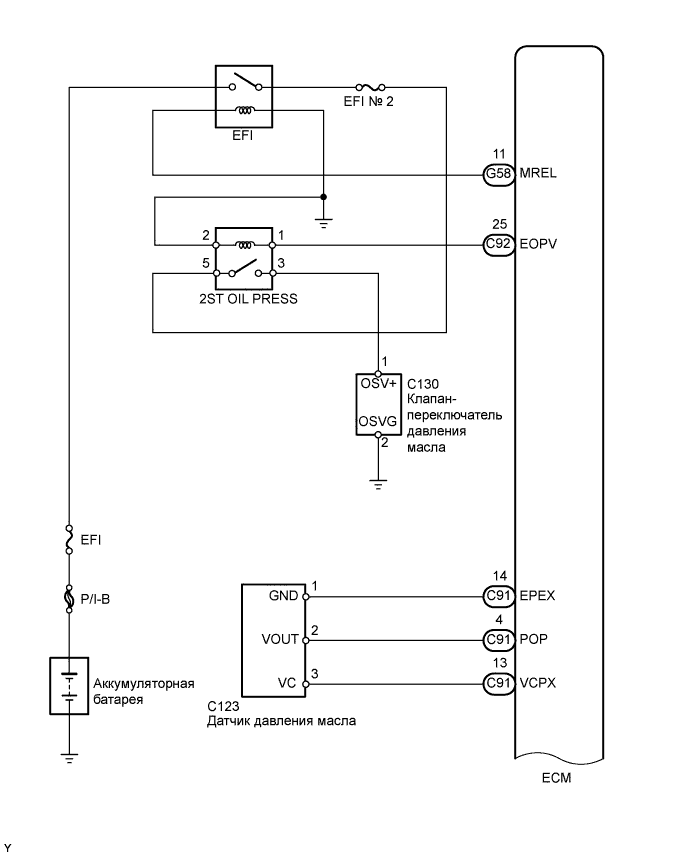 EFI № 2
EFI
11
G58 MREL
25
2 1 C92 EOPV
5 3
2ST OIL PRESS
1
OSV+ C130
Клапан-
переключатель
OSVG давления
2 масла
EFI
14
P/I-B GND 1 C91 EPEX
4
VOUT 2 C91 POP
13
VC 3 C91 VCPX
Аккумуляторная
батарея
C123
Датчик давления масла
ECM
Y